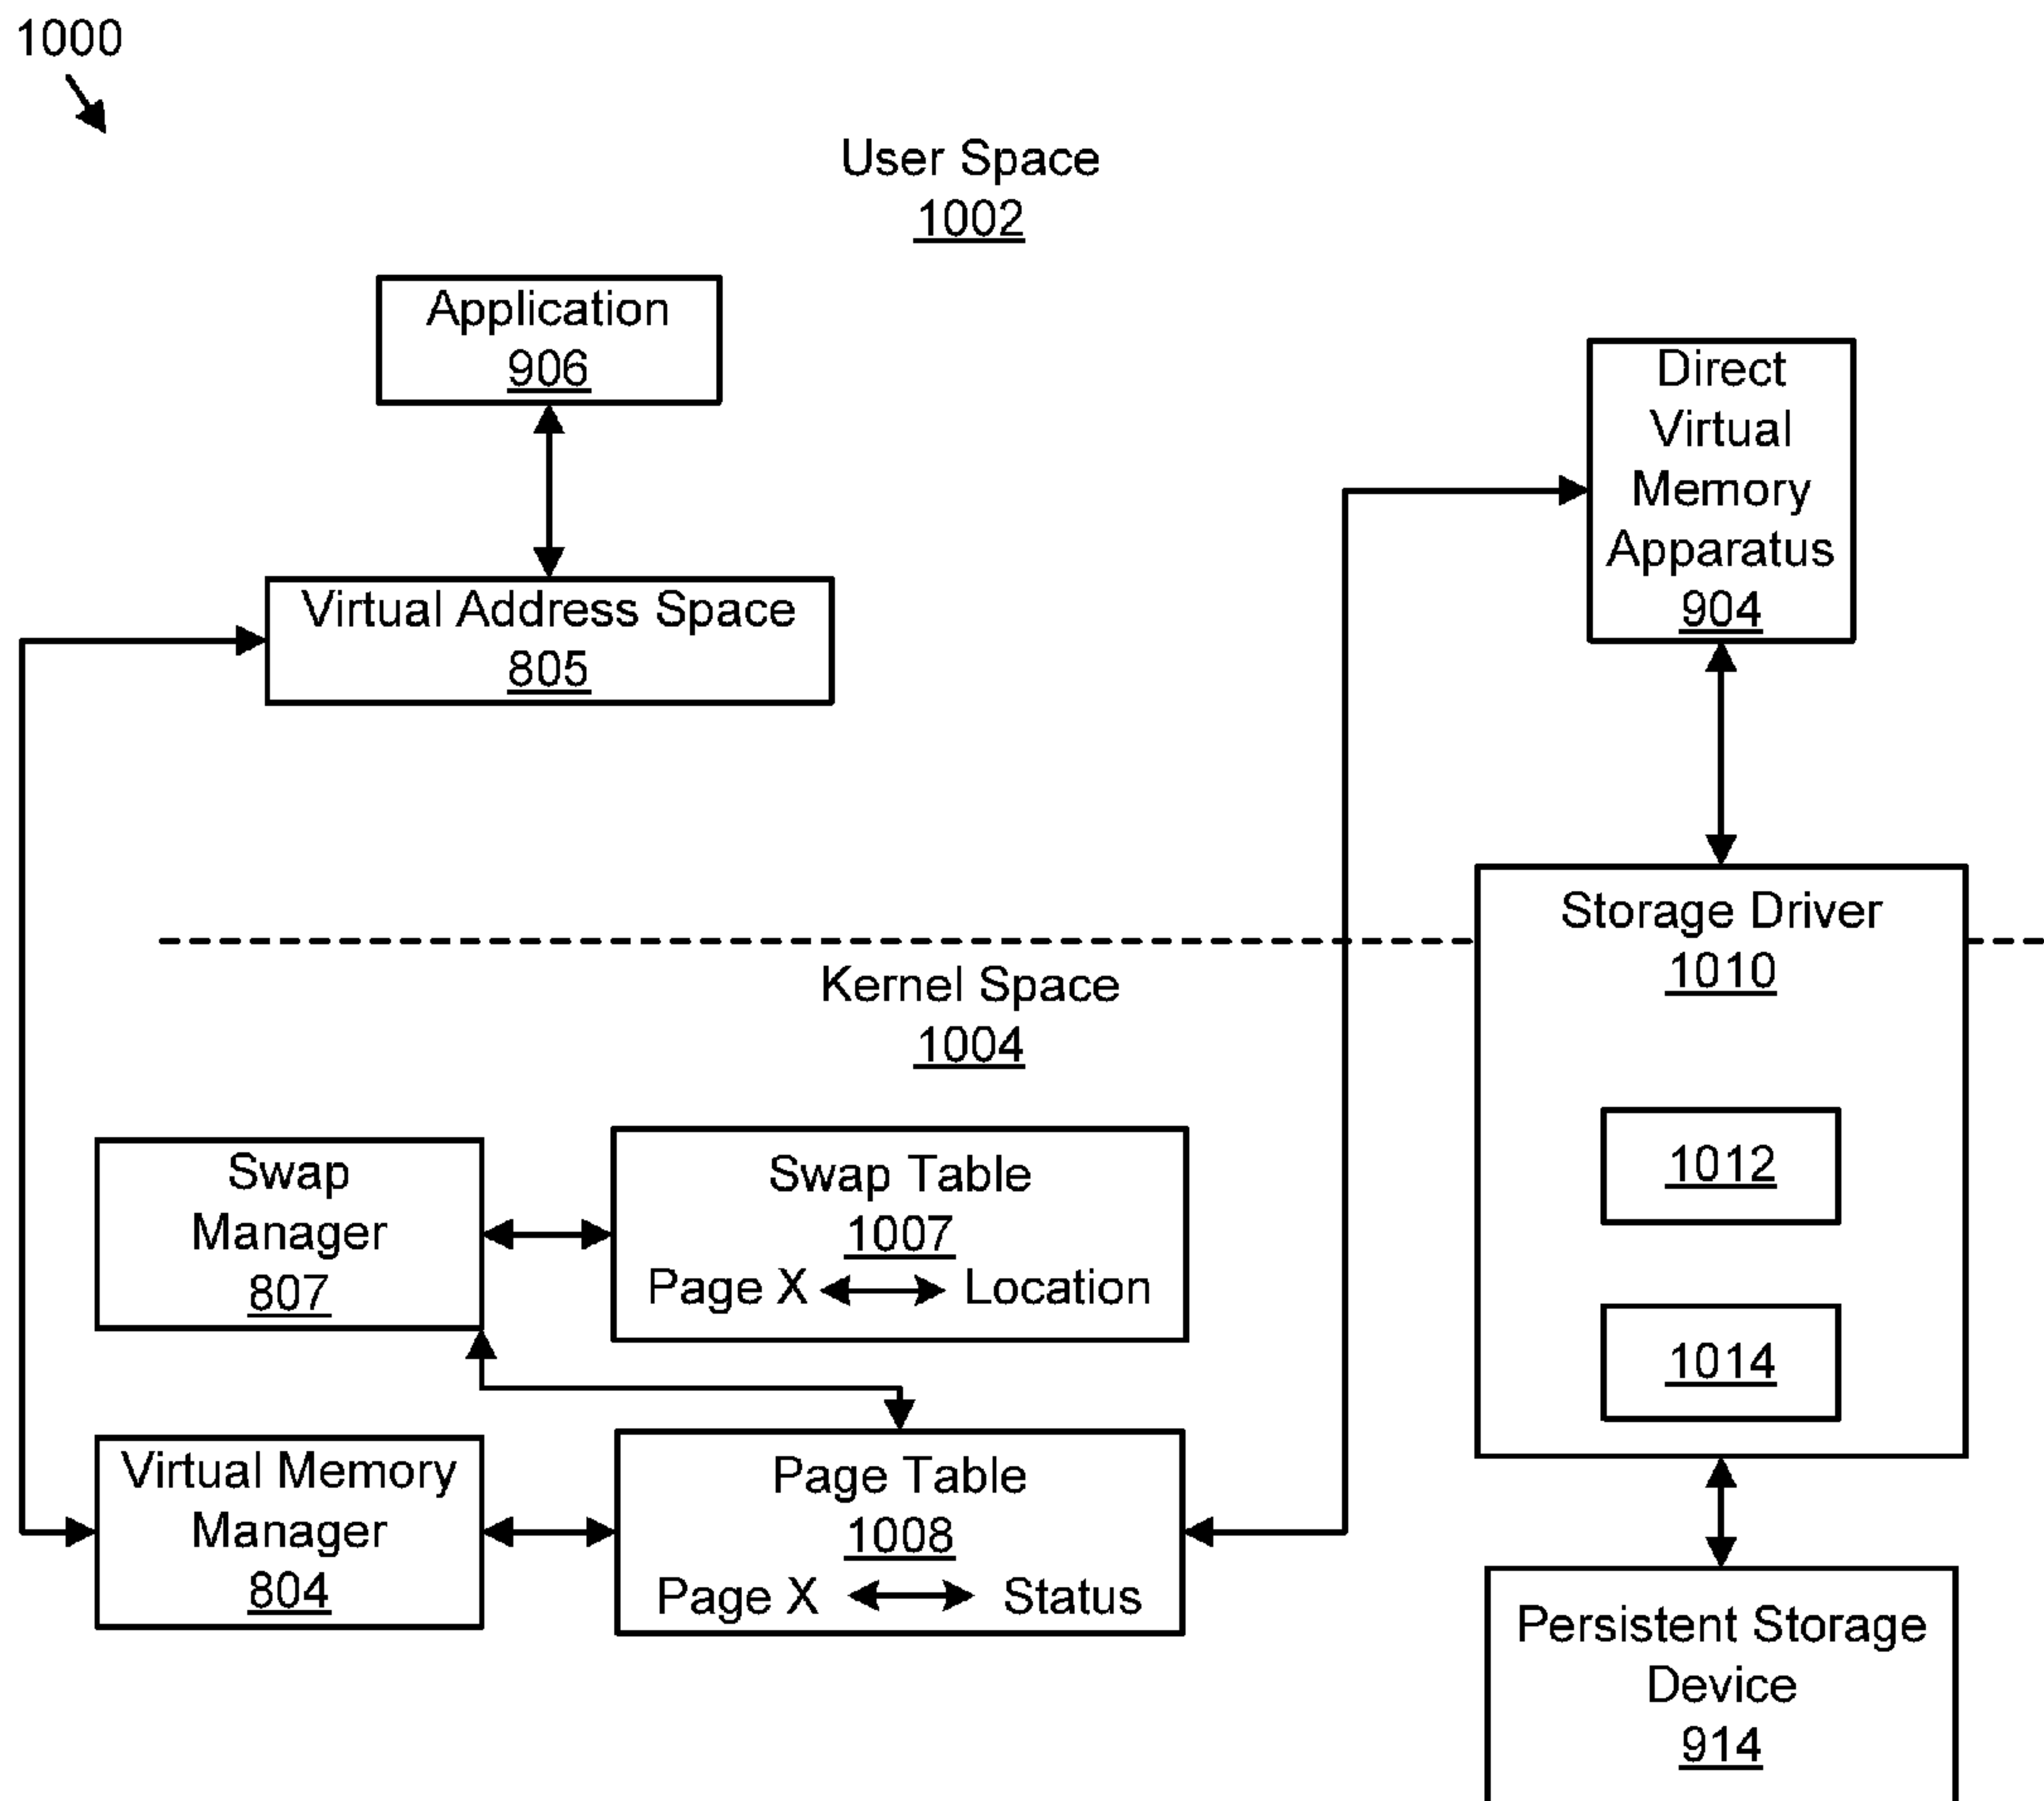 1000
User Space
1002
Application
906
Direct
Virtual
Memory
Apparatus
904
Virtual Address Space
805
Storage Driver
1010
Kernel Space
1004
Swap
Manager
807
Swap Table
1007
Page X Location
1012
1014
Virtual Memory
Manager
804
Page Table
1008
Page X Status
Persistent Storage
Device
914